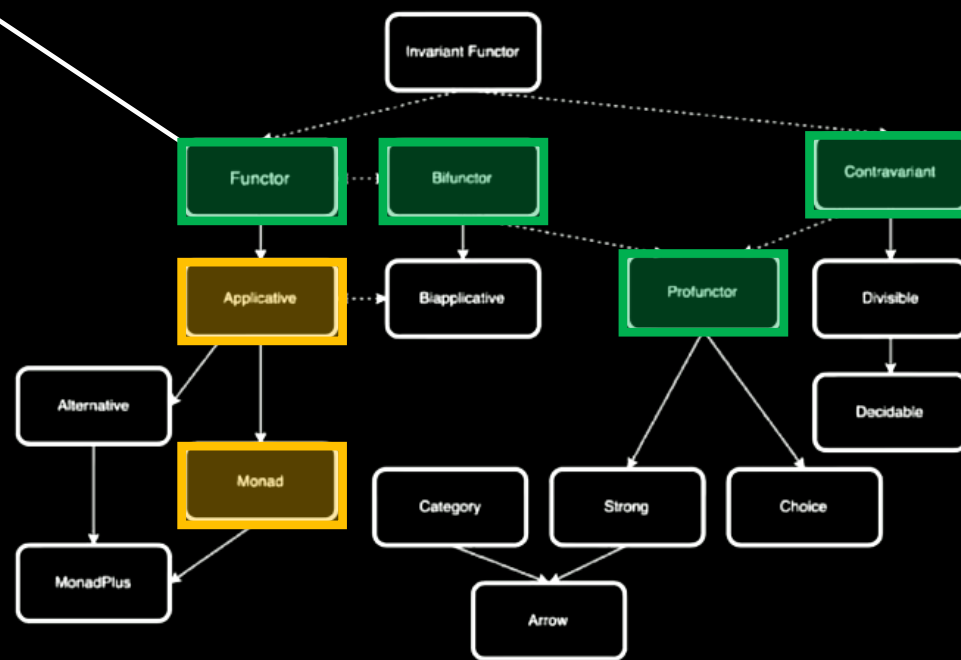 Invariant Functor
Functor
Bifunctor
Contravariant
Applicative
Biapplicative
Profunctor
Divisible
Alternative
Decidable
Monad
Category
Strong
Choice
MonadPlus
Arrow